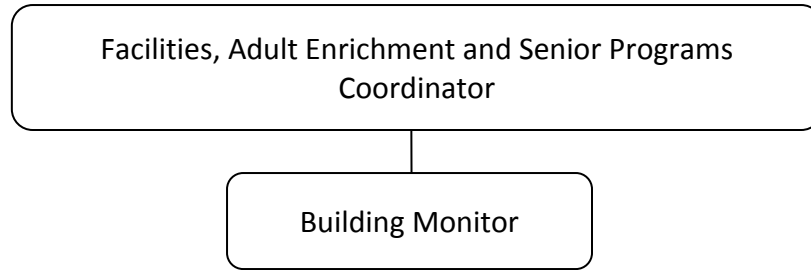 Facilities, Adult Enrichment and Senior Programs
Coordinator
Building Monitor